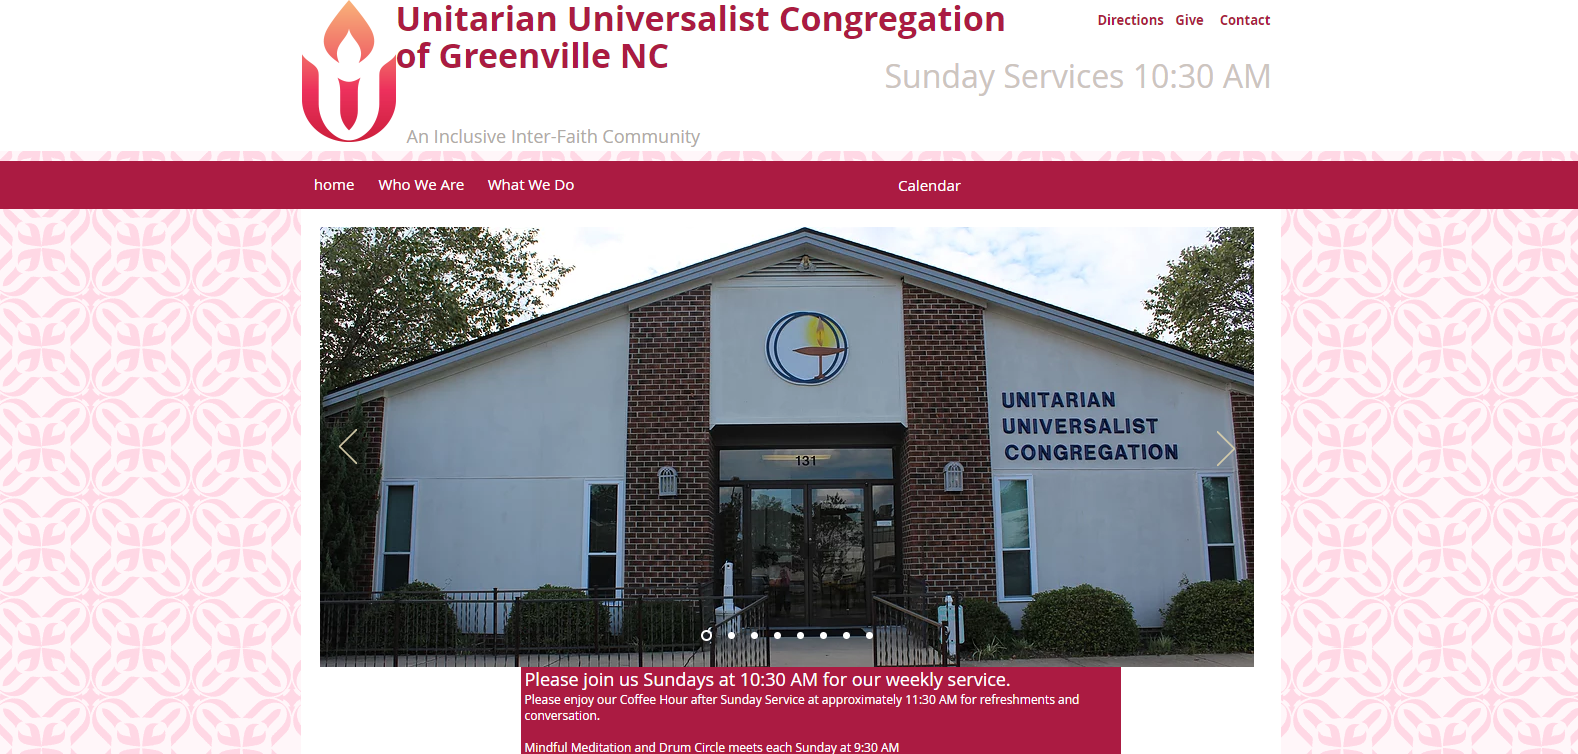 Unitarian Universalist Congregation
of Greenville NC
Directions Give Contact
Sunday Services 10:30 AM
An Inclusive Inter-Faith Community
home Who We Are What We Do Calendar
UNITARIAN
UNIVERSALIST
CONGREGATION
131
Please join us Sundays at 10:30 AM for our weekly service.
Please enjoy our Coffee Hour after Sunday Service at approximately 11:30 AM for refreshments and
conversation.
Mindful Meditation and Drum Circle meets each Sunday at 9:30 AM